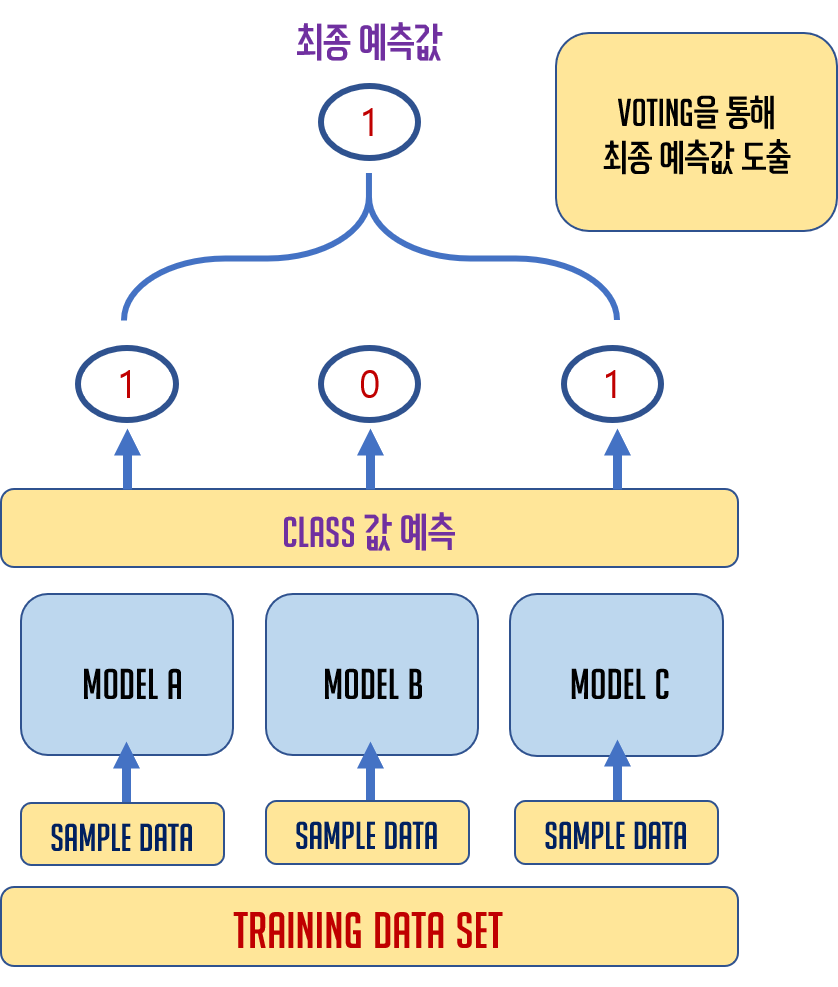 최종 예측값
1
VOTING을 통해
최종 예측값 도출
1
0
1
CLASS 값 예측
MODEL A
MODEL B
MODEL C
SAMPLE DATA
SAMPLE DATA
SAMPLE DATA
TRAINING DATA SET